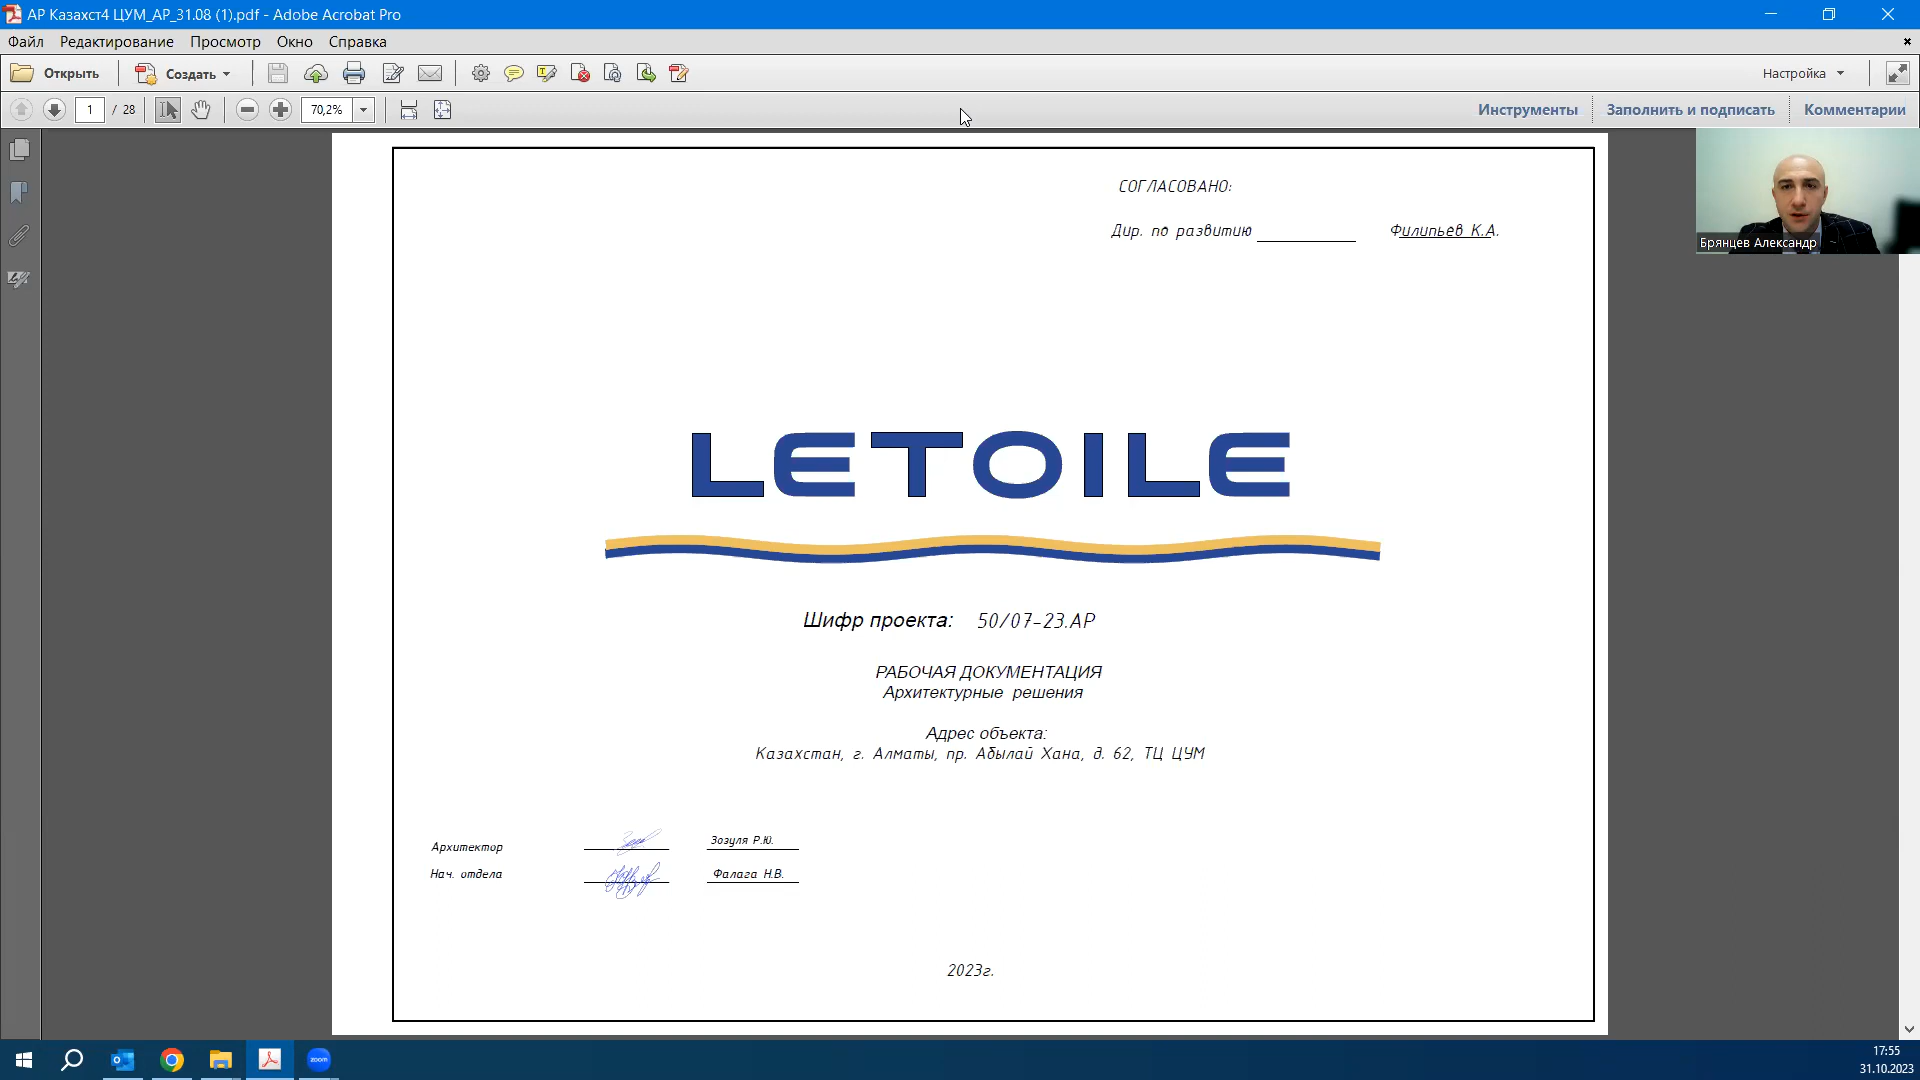 АР Казахст4 ЦУМ_АР_31.08 (1).pdf - Adobe Acrobat Pro
Файл Редактирование Просмотр Окно Справка
Открыть Создать Настройка
1 / 28 70,2% Инструменты Заполнить и подписать Комментарии
СОГЛАСОВАНО:
Дир. по развитию Филипьев К.А.
Брянцев Александр
LETOILE
Шифр проекта: 50/07-23.АР
РАБОЧАЯ ДОКУМЕНТАЦИЯ
Архитектурные решения
Адрес объекта:
Казахстан, г. Алматы, пр. Абылай Хана, д. 62, ТЦ ЦУМ
Архитектор Зозуля Р.Ю.
Нач. отдела Фалага Н.В.
2023г.
zoom
17:55
31.10.2023